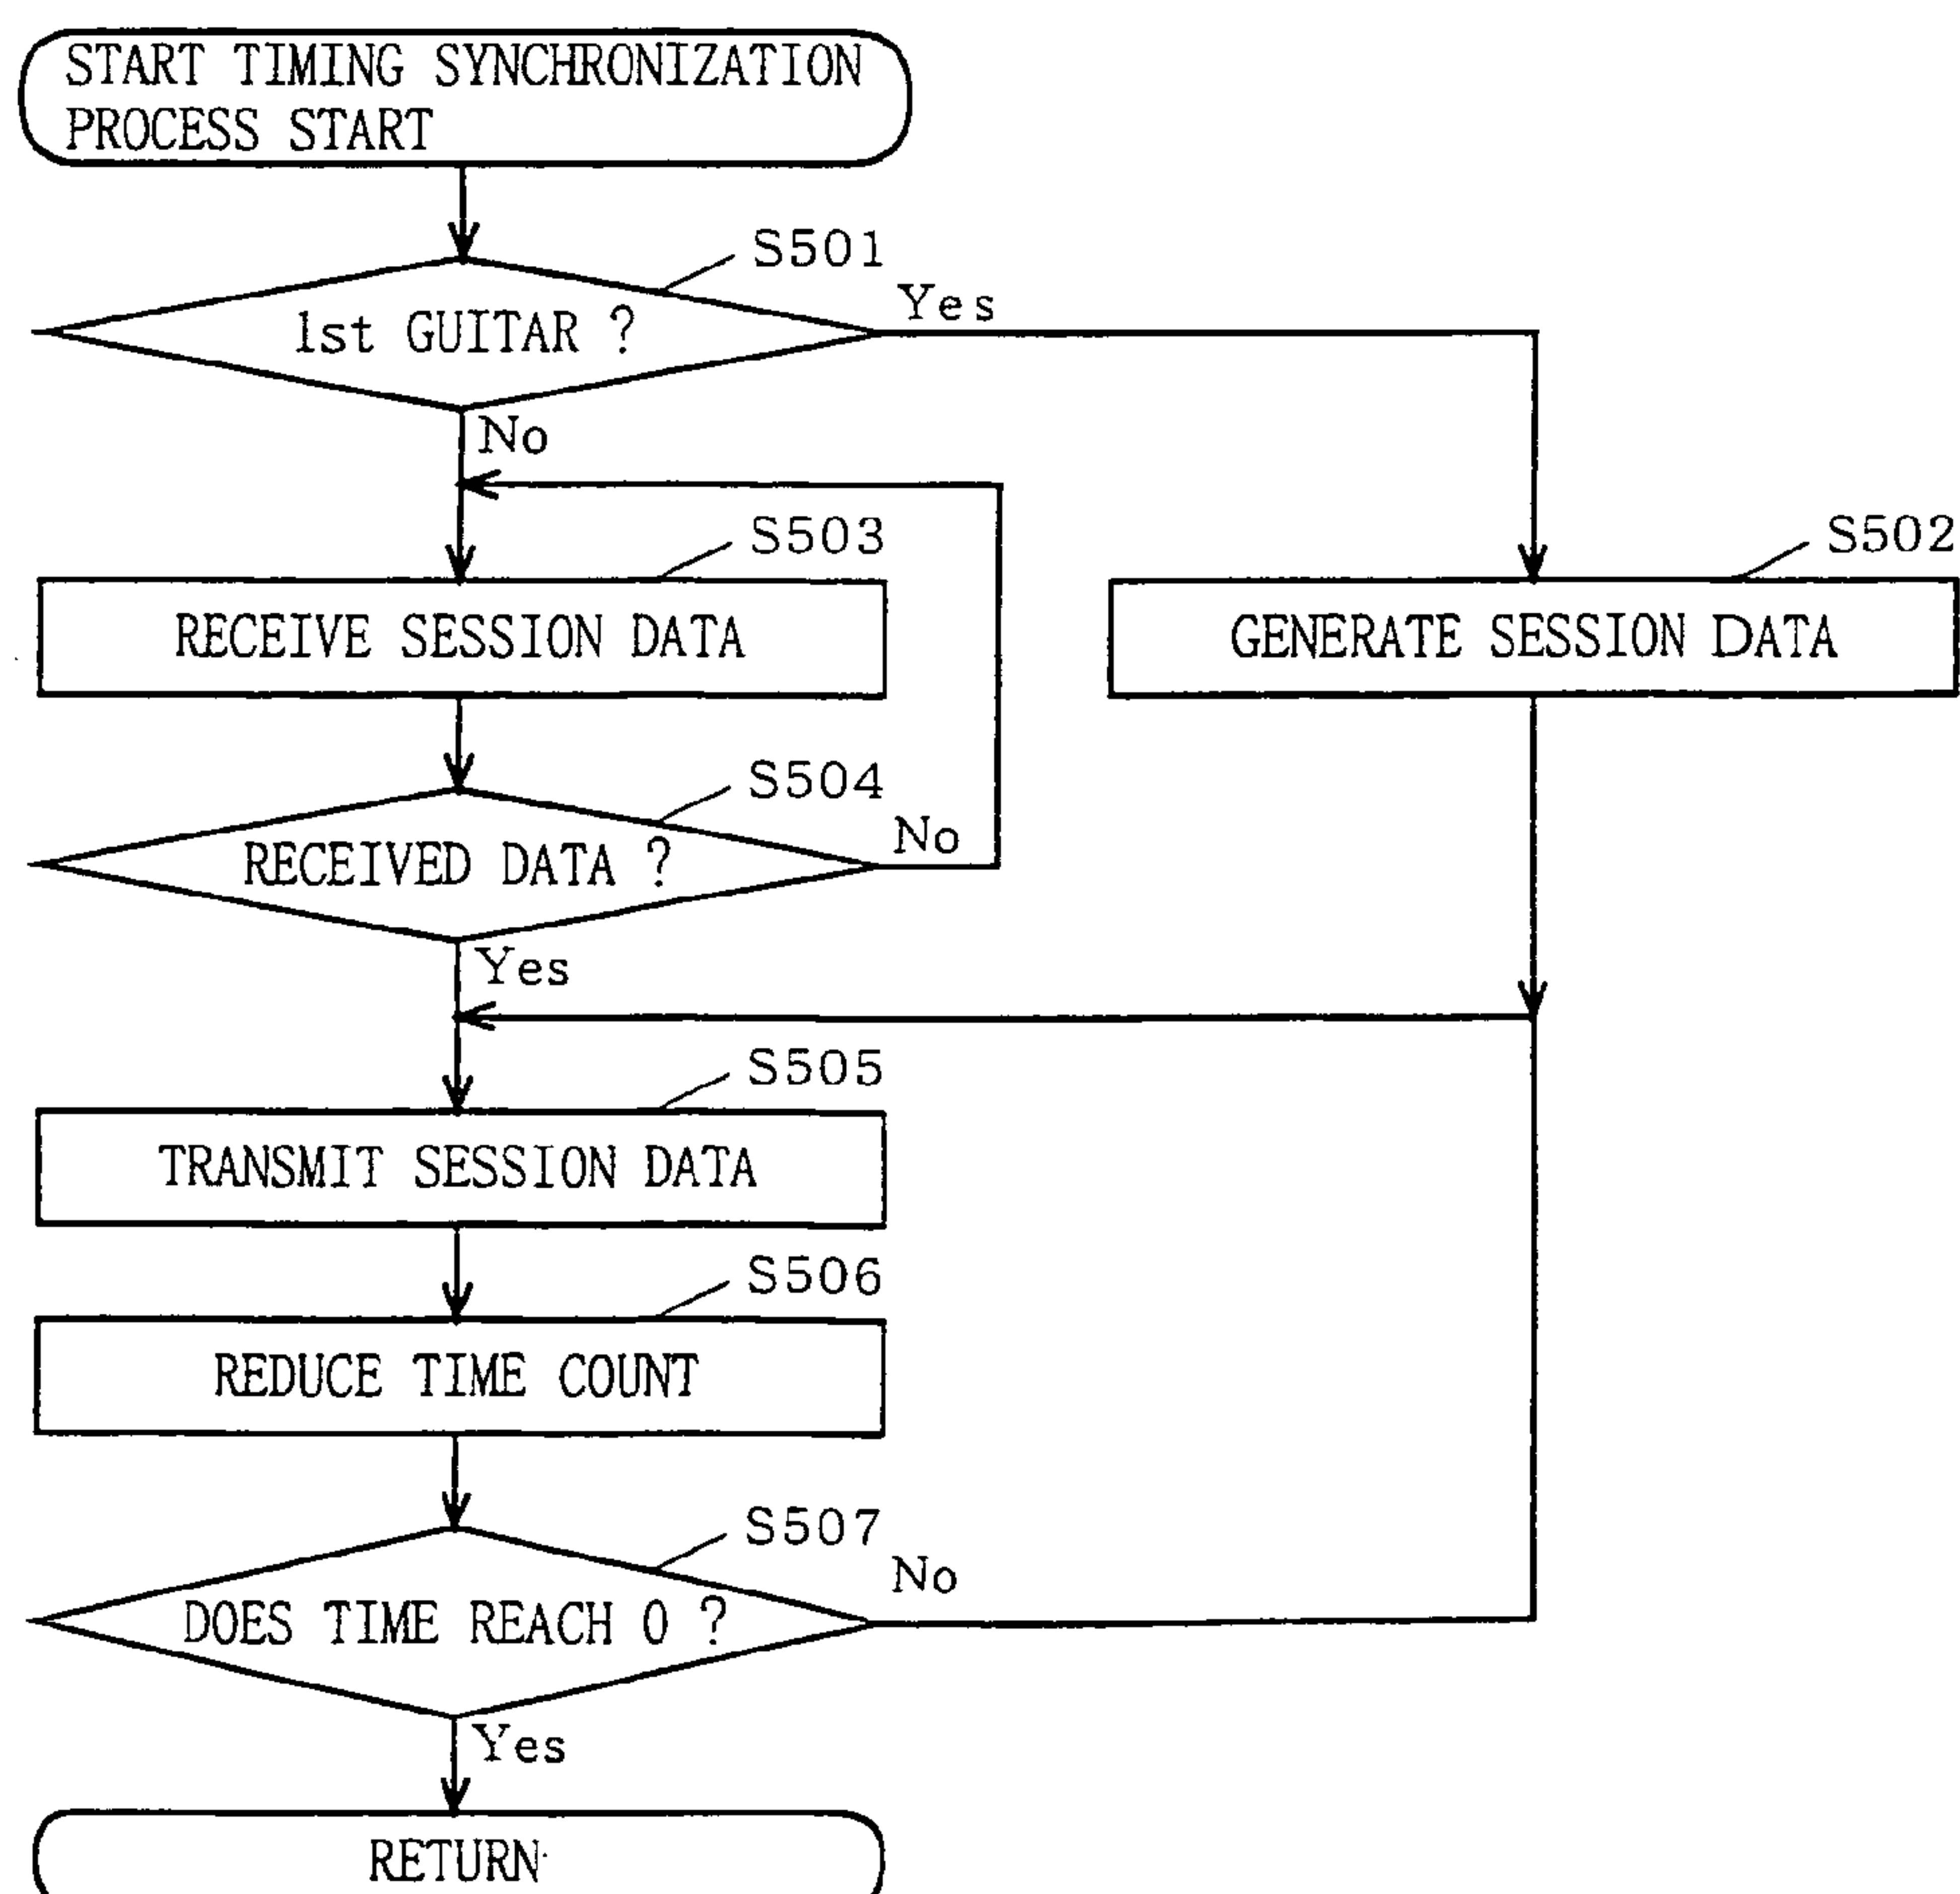 START TIMING SYNCHRONIZATION
PROCESS START
S501
1st GUITAR ?
Yes
No
S503
S502
RECEIVE SESSION DATA
GENERATE SESSION DATA
S504
RECEIVED DATA ?
No
Yes
S505
TRANSMIT SESSION DATA
S506
REDUCE TIME COUNT
S507
No
DOES TIME REACH 0 ?
Yes
RETURN